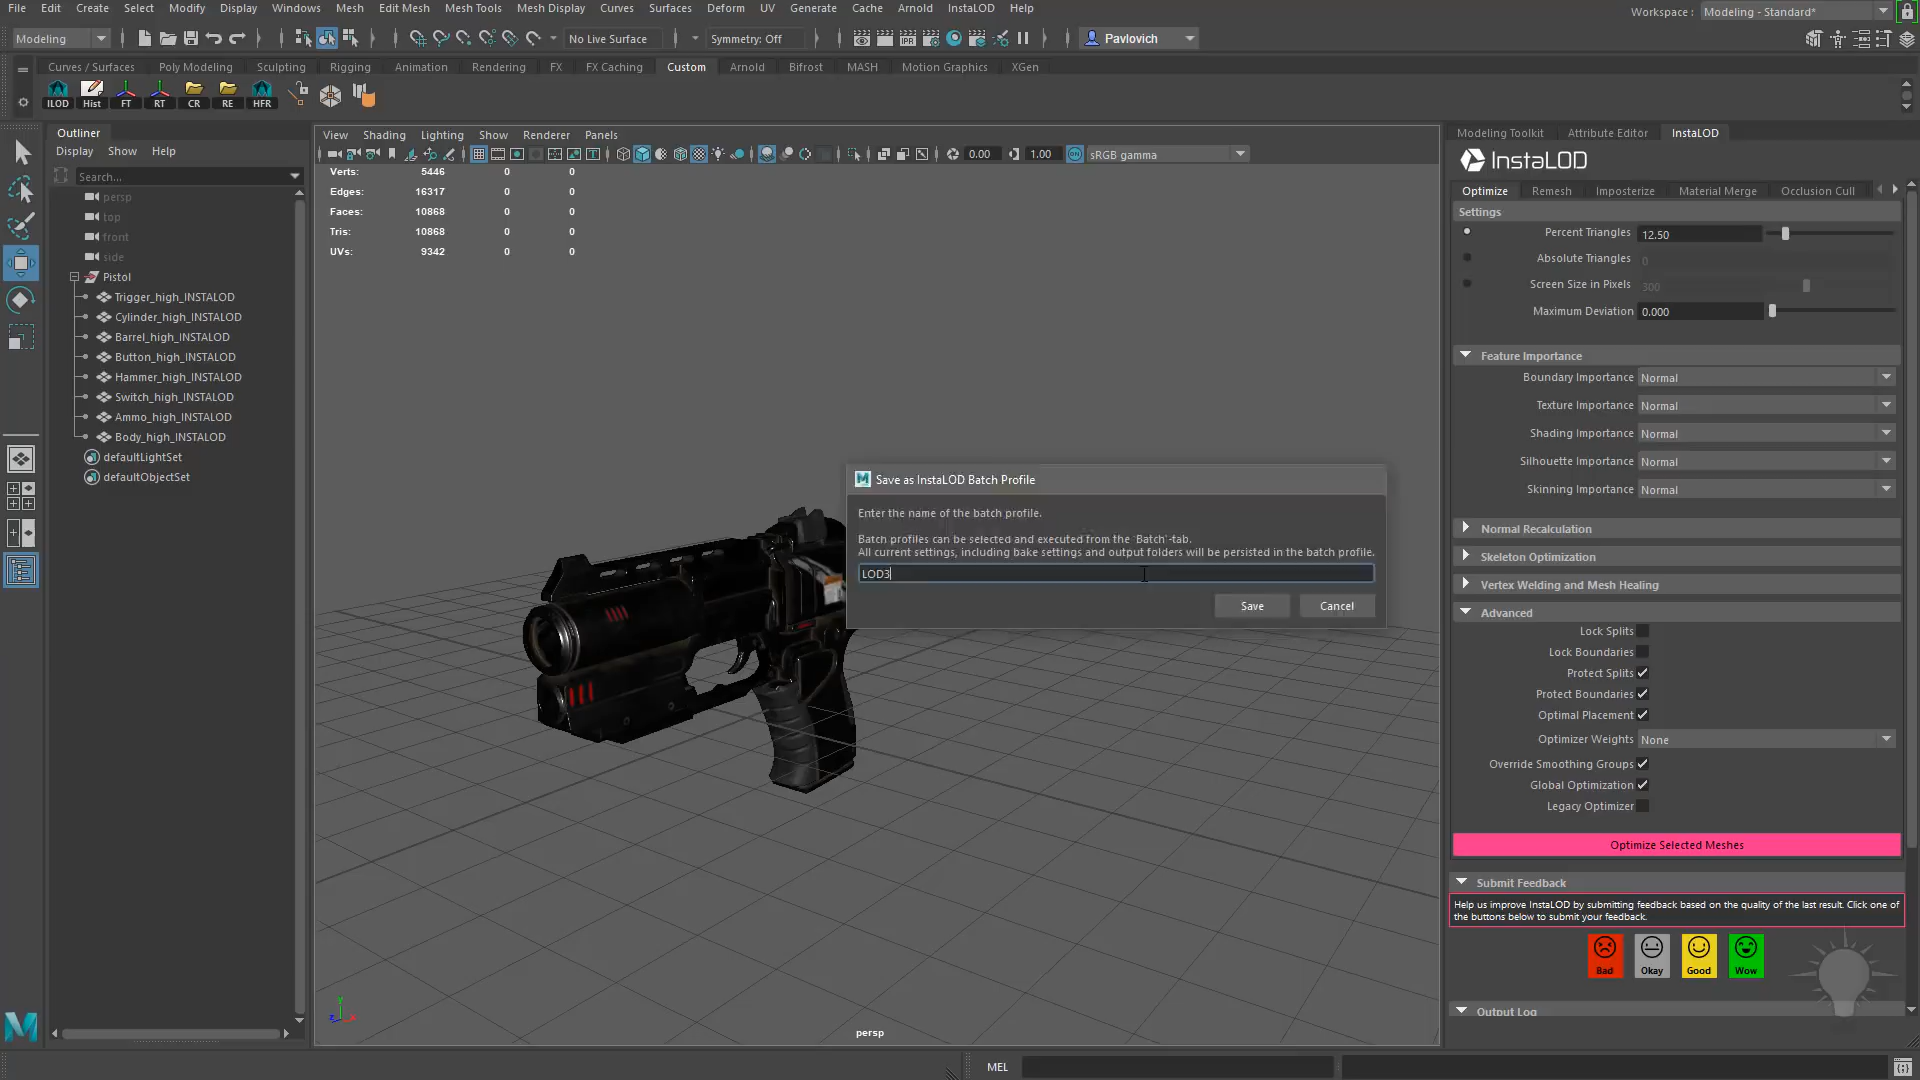 File Edit Create Select Modify Display Windows Mesh Edit Mesh Mesh Tools Mesh Display Curves Surfaces Deform UV Generate Cache Arnold InstaLOD Help
Workspace : Modeling - Standard*
Modeling No Live Surface Symmetry: Off Pavlovich
Curves / Surfaces Poly Modeling Sculpting Rigging Animation Rendering FX FX Caching Custom Arnold Bifrost MASH Motion Graphics XGen
ILOD Hist FT RT CR RE HFR
Outliner
Display Show Help
Search...
persp
top
front
side
Pistol
Trigger_high_INSTALOD
Cylinder_high_INSTALOD
Barrel_high_INSTALOD
Button_high_INSTALOD
Hammer_high_INSTALOD
Switch_high_INSTALOD
Ammo_high_INSTALOD
Body_high_INSTALOD
defaultLightSet
defaultObjectSet
View Shading Lighting Show Renderer Panels
0.00 1.00 ON sRGB gamma
Verts: 5446 0 0
Edges: 16317 0 0
Faces: 10868 0 0
Tris: 10868 0 0
UVs: 9342 0 0
Save as InstaLOD Batch Profile
Enter the name of the batch profile.
Batch profiles can be selected and executed from the 'Batch'-tab.
All current settings, including bake settings and output folders will be persisted in the batch profile.
LOD3
Save Cancel
y
z x
persp
Modeling Toolkit Attribute Editor InstaLOD
InstaLOD
Optimize Remesh Imposterize Material Merge Occlusion Cull
Settings
Percent Triangles 12.50
Absolute Triangles 0
Screen Size in Pixels 300
Maximum Deviation 0.000
Feature Importance
Boundary Importance Normal
Texture Importance Normal
Shading Importance Normal
Silhouette Importance Normal
Skinning Importance Normal
Normal Recalculation
Skeleton Optimization
Vertex Welding and Mesh Healing
Advanced
Lock Splits
Lock Boundaries
Protect Splits
Protect Boundaries
Optimal Placement
Optimizer Weights None
Override Smoothing Groups
Global Optimization
Legacy Optimizer
Optimize Selected Meshes
Submit Feedback
Help us improve InstaLOD by submitting feedback based on the quality of the last result. Click one of
the buttons below to submit your feedback.
Bad Okay Good Wow
Output Log
MEL